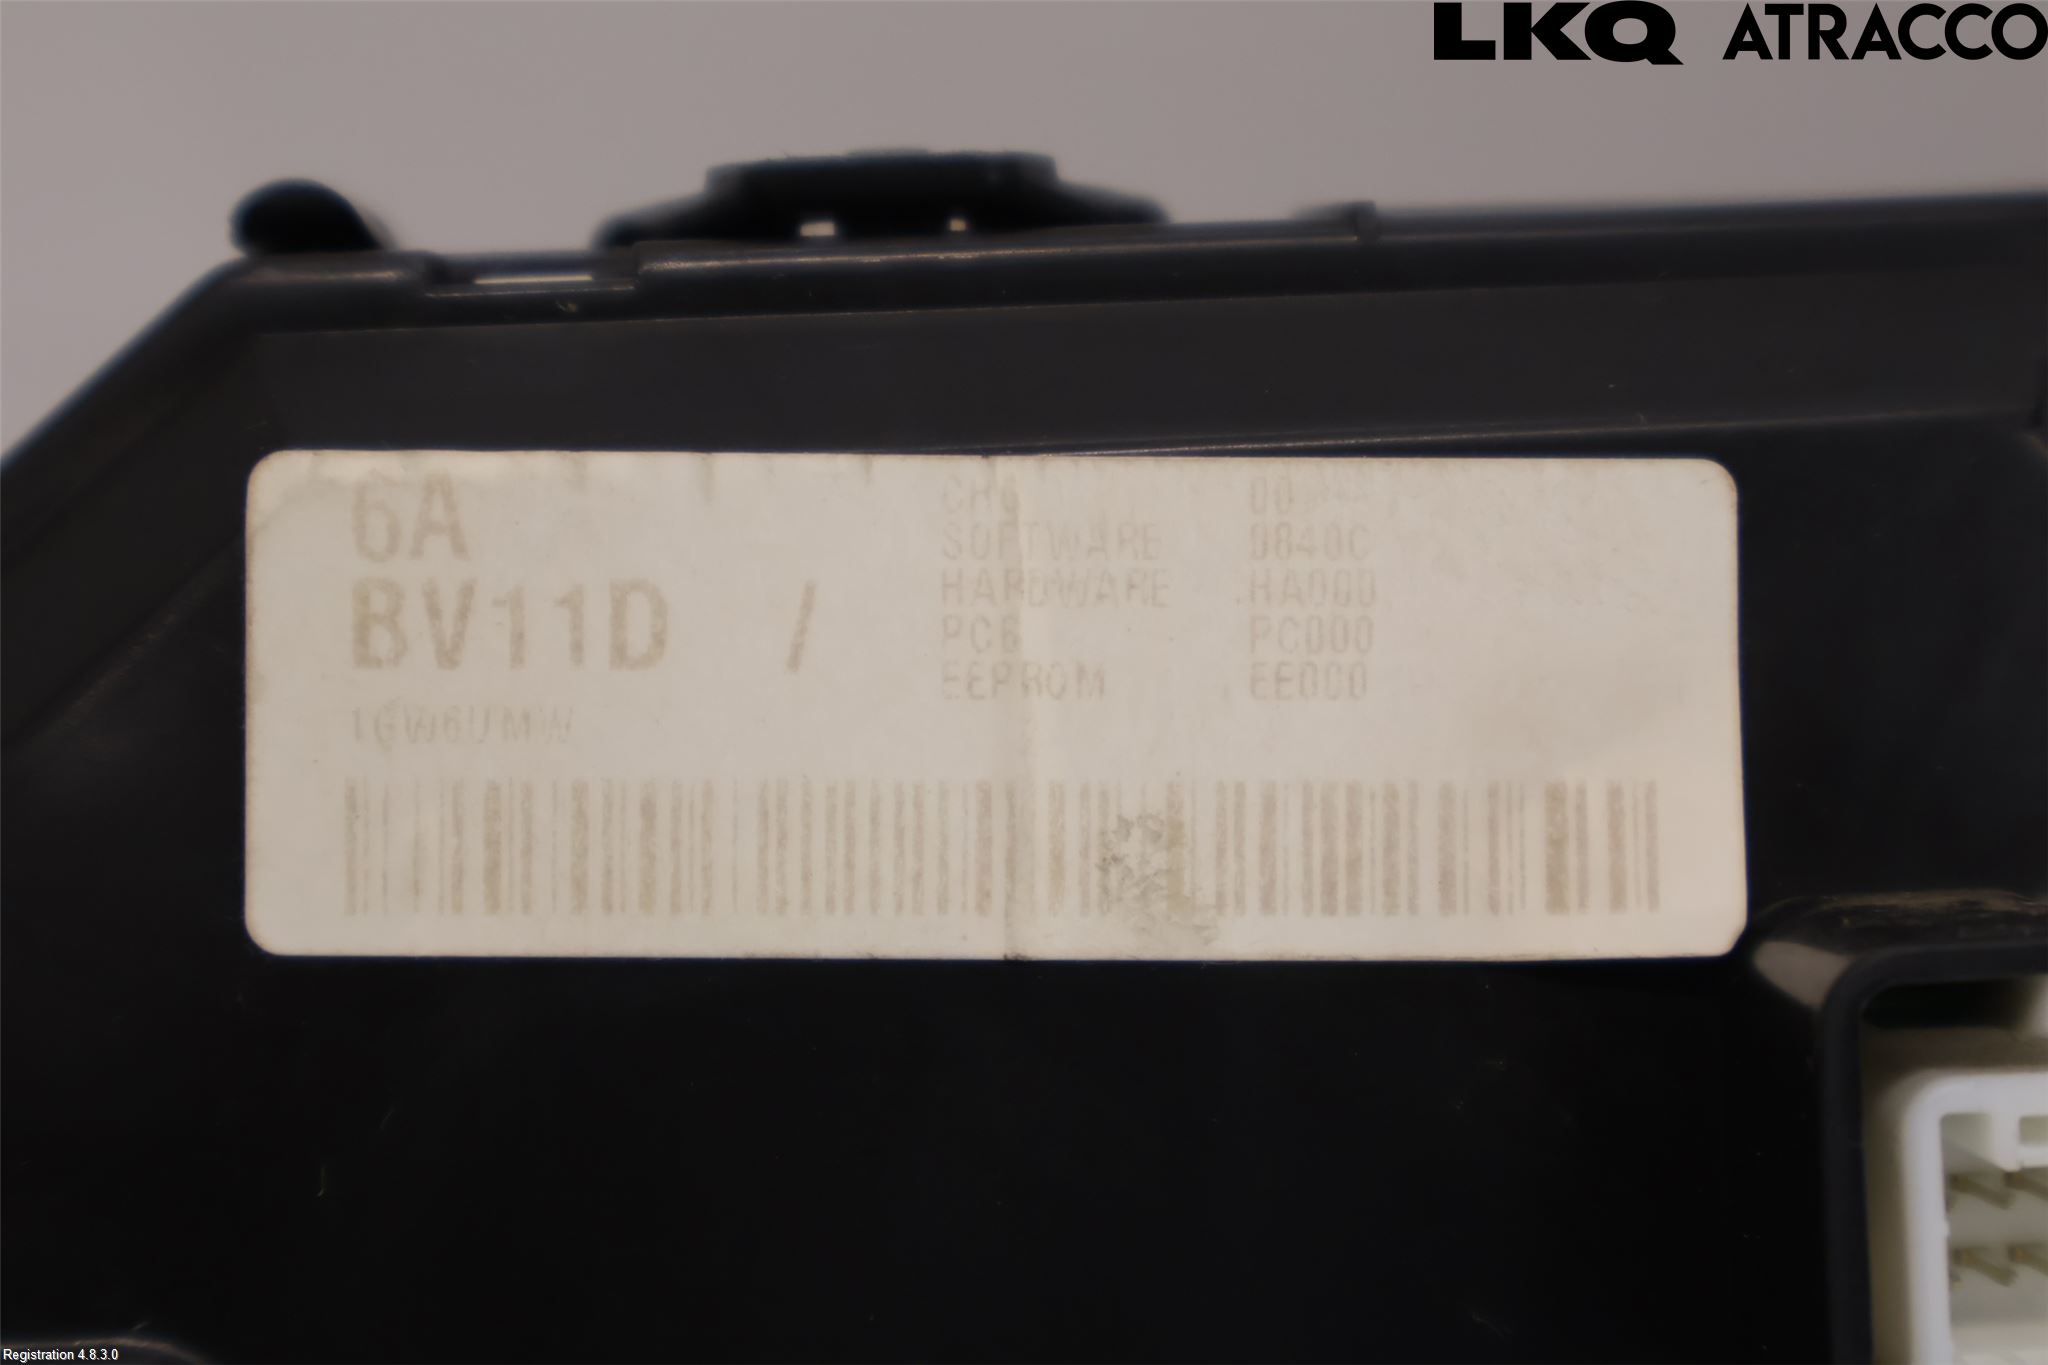 LKQ ATRACCO
6A
BV11D /
SOFTWARE 0840C
HARDWARE HA000
PCB PC000
EEPROM EE000
Registration 4.8.3.0